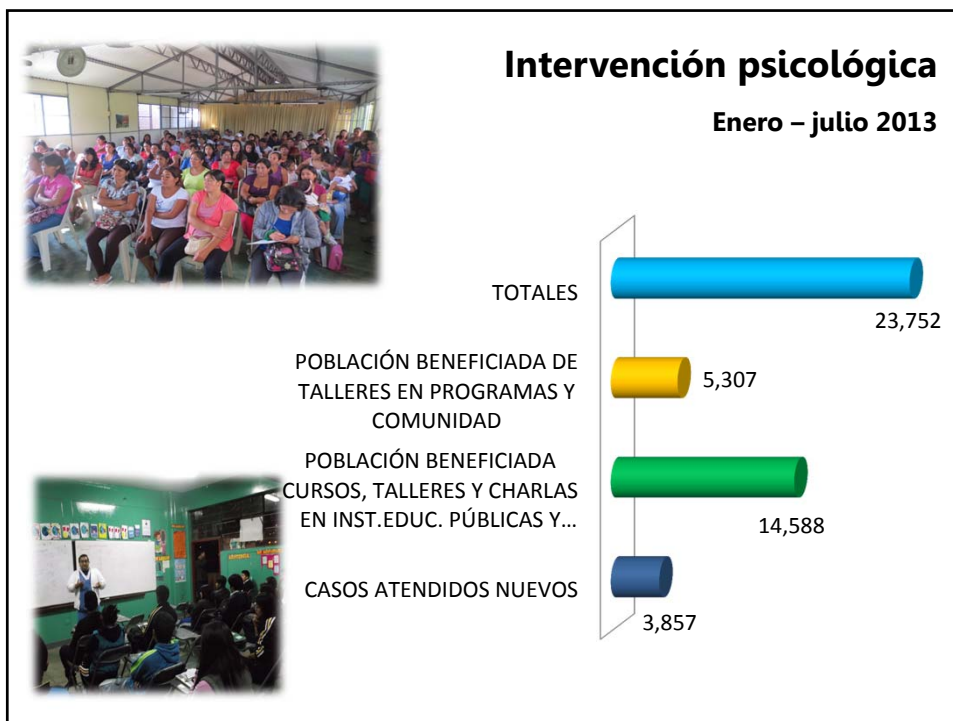 Intervención psicológica
Enero – julio 2013
TOTALES
23,752
POBLACIÓN BENEFICIADA DE
TALLERES EN PROGRAMAS Y
COMUNIDAD
5,307
POBLACIÓN BENEFICIADA
CURSOS, TALLERES Y CHARLAS
EN INST.EDUC. PÚBLICAS Y...
14,588
CASOS ATENDIDOS NUEVOS
3,857